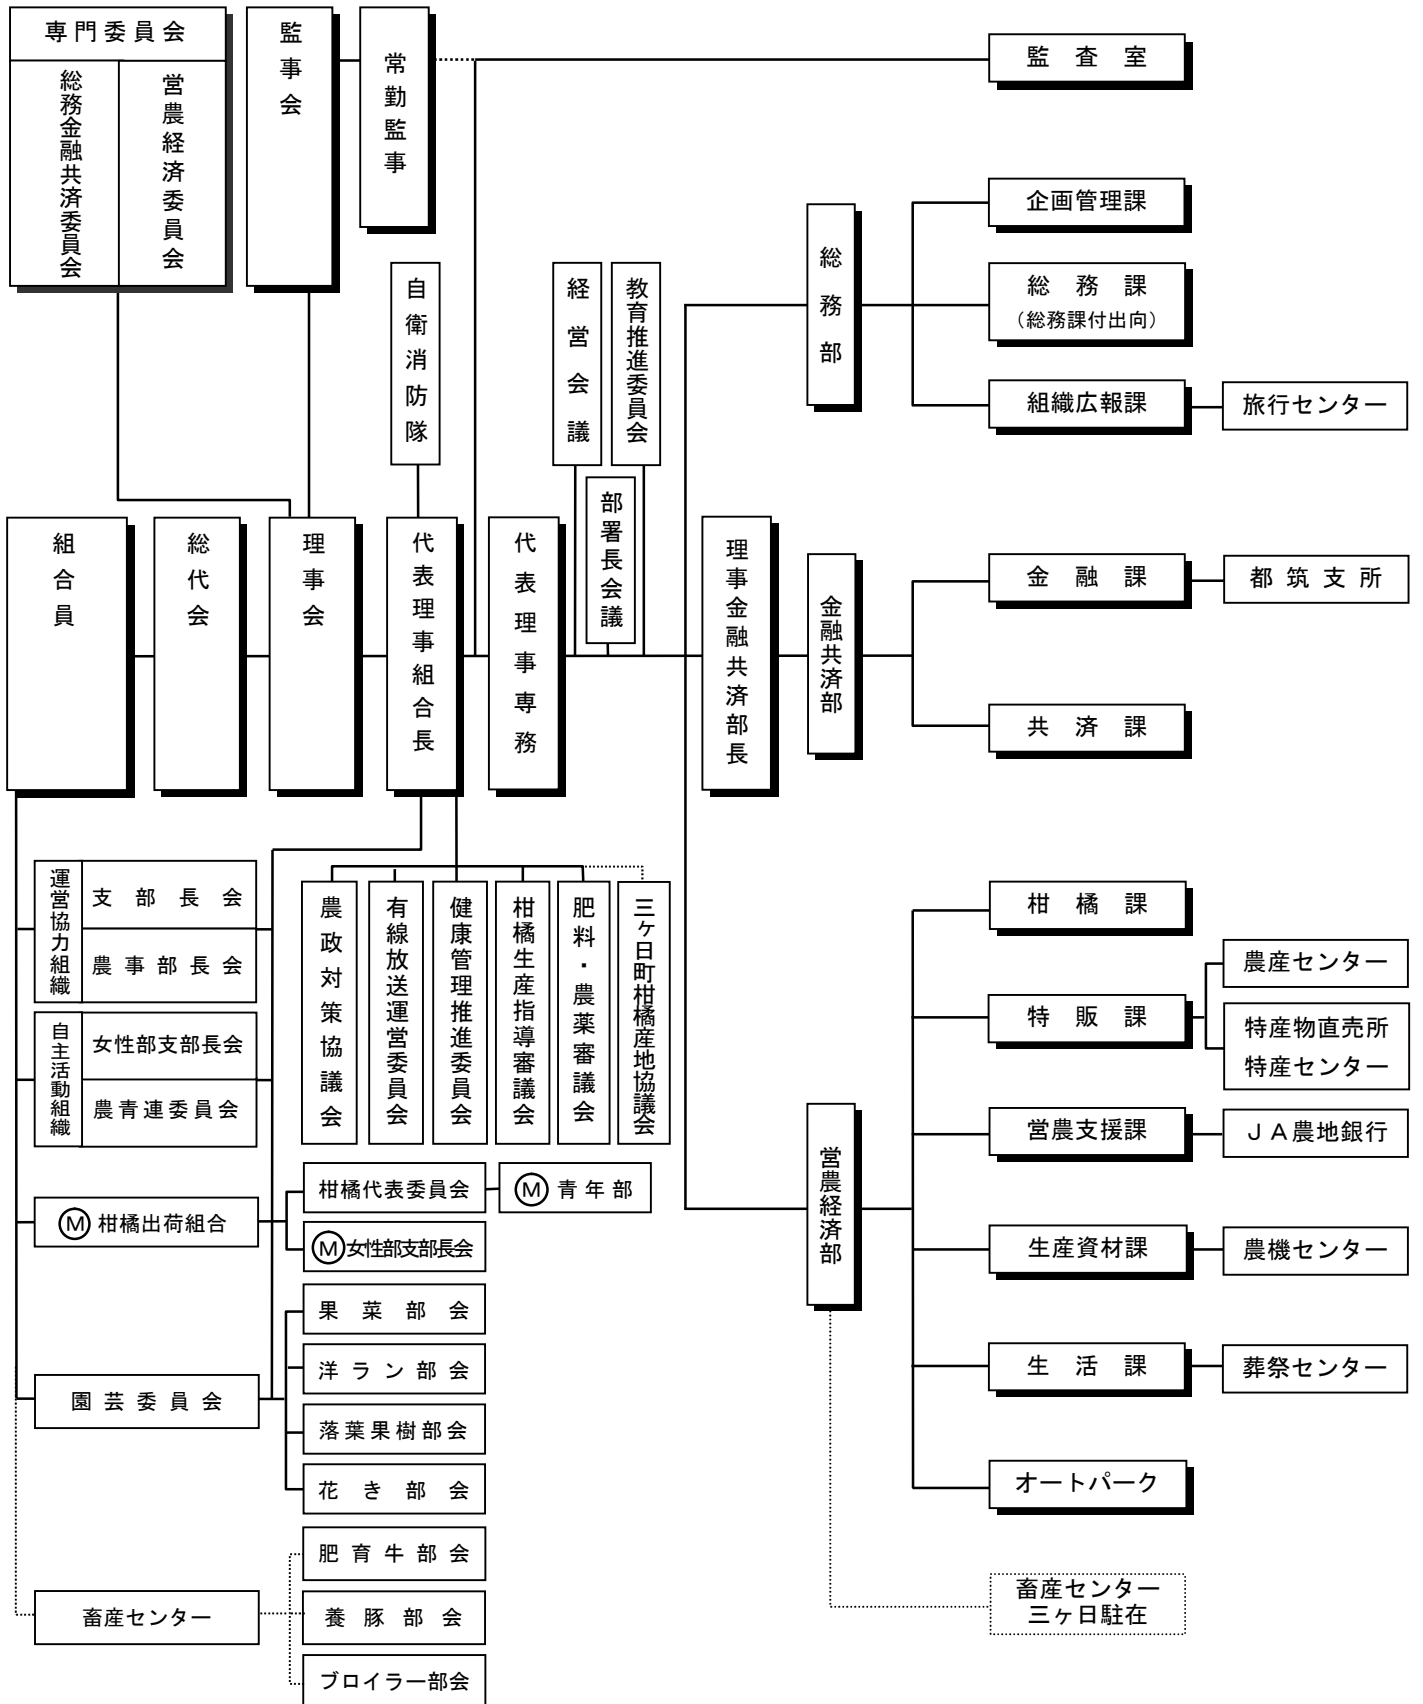 専門委員会
総務金融共済委員会
営農経済委員会
監事会
常勤監事
監査室
自衛消防隊
経営会議
教育推進委員会
部署長会議
総務部
企画管理課
総務課
（総務課付出向）
組織広報課
旅行センター
組合員
総代会
理事会
代表理事組合長
代表理事専務
理事金融共済部長
金融共済部
金融課
都筑支所
共済課
運営協力組織
支部長会
農事部長会
自主活動組織
女性部支部長会
農青連委員会
農政対策協議会
有線放送運営委員会
健康管理推進委員会
柑橘生産指導審議会
肥料・農薬審議会
三ヶ日町柑橘産地協議会
Ⓜ柑橘出荷組合
柑橘代表委員会
Ⓜ青年部
Ⓜ女性部支部長会
園芸委員会
果菜部会
洋ラン部会
落葉果樹部会
花き部会
畜産センター
肥育牛部会
養豚部会
ブロイラー部会
営農経済部
柑橘課
特販課
農産センター
特産物直売所
特産センター
営農支援課
ＪＡ農地銀行
生産資材課
農機センター
生活課
葬祭センター
オートパーク
畜産センター
三ヶ日駐在